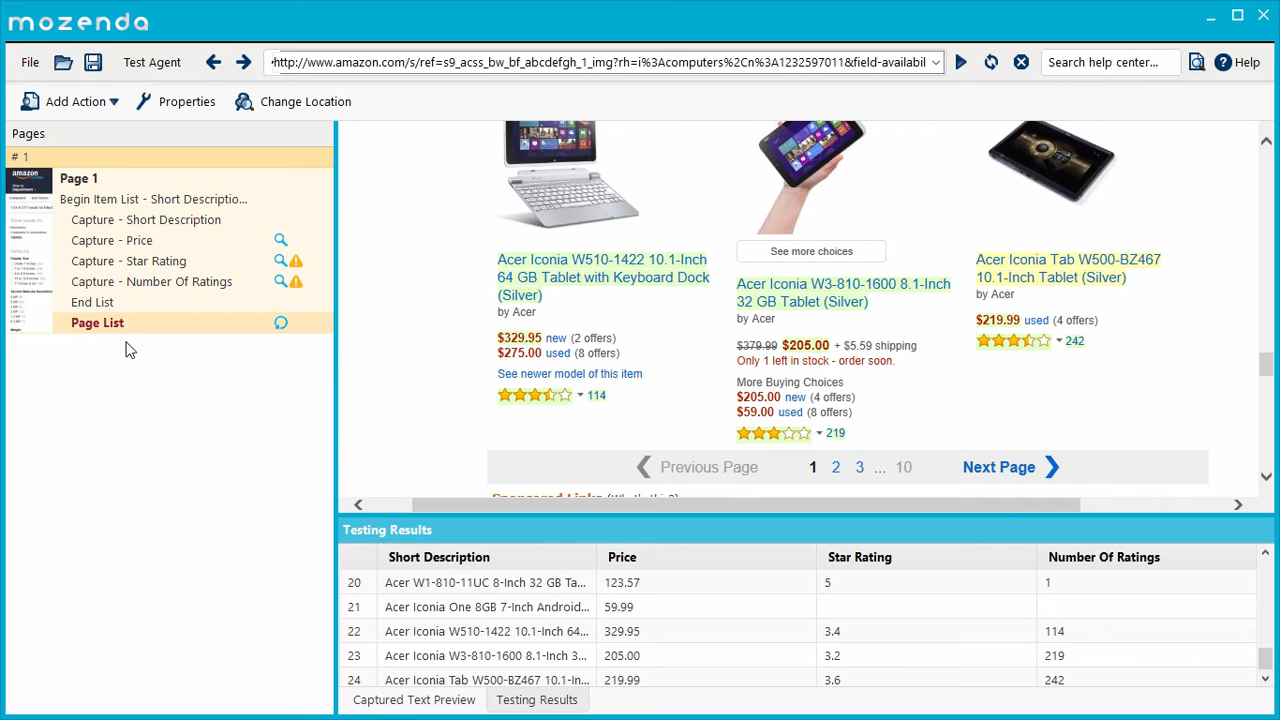 mozenda
File
Test Agent
http://www.amazon.com/s/ref=s9_acss_bw_bf_abcdefgh_1_img?rh=i%3Acomputers%2Cn%3A1232597011&field-availabil
Search help center...
Help
Add Action
Properties
Change Location
Pages
# 1
Page 1
Begin Item List - Short Descriptio...
Capture - Short Description
Capture - Price
Capture - Star Rating
Capture - Number Of Ratings
End List
Page List
Acer Iconia W510-1422 10.1-Inch
64 GB Tablet with Keyboard Dock
(Silver)
by Acer
$329.95 new (2 offers)
$275.00 used (8 offers)
See newer model of this item
114
See more choices
Acer Iconia W3-810-1600 8.1-Inch
32 GB Tablet (Silver)
by Acer
$379.99 $205.00 + $5.59 shipping
Only 1 left in stock - order soon.
More Buying Choices
$205.00 new (4 offers)
$59.00 used (8 offers)
219
Acer Iconia Tab W500-BZ467
10.1-Inch Tablet (Silver)
by Acer
$219.99 used (4 offers)
242
Previous Page 1 2 3 ... 10 Next Page
Sponsored Links (What's this?)
Testing Results
Short Description Price Star Rating Number Of Ratings
20 Acer W1-810-11UC 8-Inch 32 GB Ta... 123.57 5 1
21 Acer Iconia One 8GB 7-Inch Android... 59.99
22 Acer Iconia W510-1422 10.1-Inch 64... 329.95 3.4 114
23 Acer Iconia W3-810-1600 8.1-Inch 3... 205.00 3.2 219
24 Acer Iconia Tab W500-BZ467 10.1-In... 219.99 3.6 242
Captured Text Preview
Testing Results